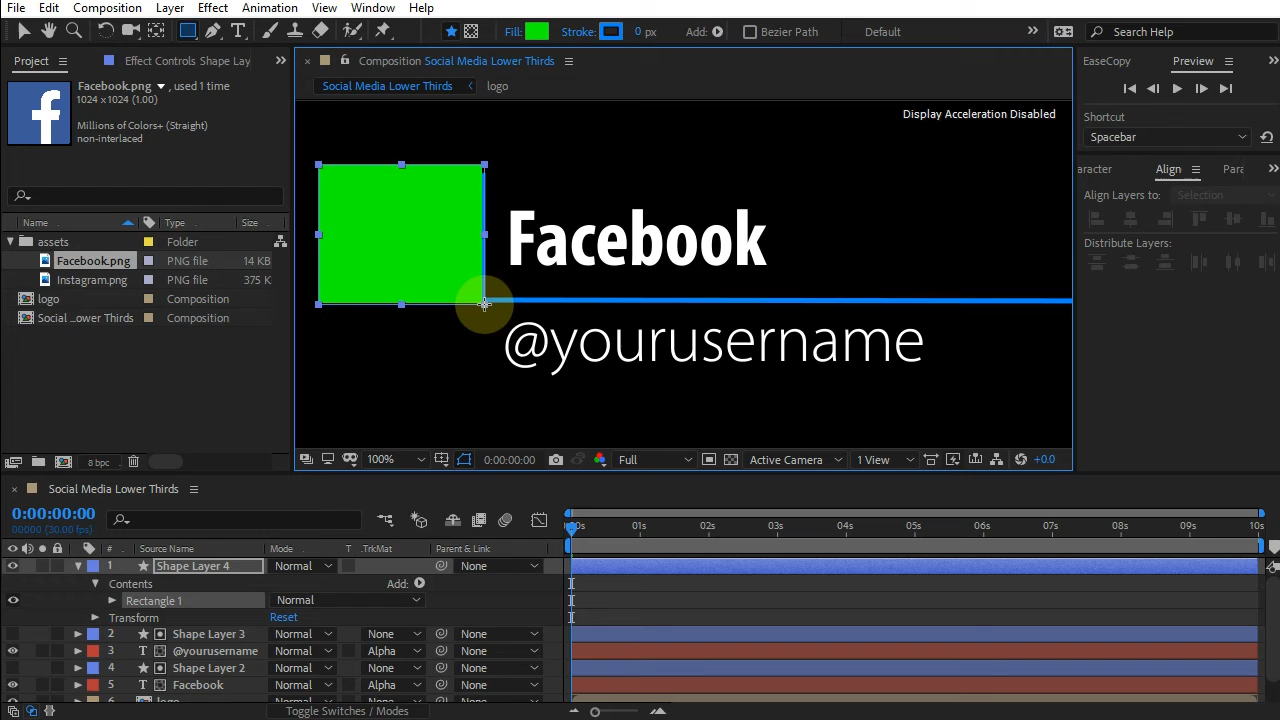 File Edit Composition Layer Effect Animation View Window Help
Fill: Stroke: 0 px Add: Bezier Path Default Search Help
Project Effect Controls Shape Lay
Composition Social Media Lower Thirds
EaseCopy Preview
Facebook.png , used 1 time
1024 x1024 (1.00)
Millions of Colors+ (Straight)
non-interlaced
Social Media Lower Thirds logo
Display Acceleration Disabled
Shortcut
Spacebar
aracter Align Para
Align Layers to: Selection
Distribute Layers:
Name Type Size
assets Folder
Facebook.png PNG file 14 KB
Instagram.png PNG file 375 K
logo Composition
Social ..ower Thirds Composition
Facebook
@yourusername
8 bpc
100% 0:00:00:00 Full Active Camera 1 View +0.0
Social Media Lower Thirds
0:00:00:00
00000 (30.00 fps)
00s 01s 02s 03s 04s 05s 06s 07s 08s 09s 10s
# Source Name Mode T .TrkMat Parent & Link
1 Shape Layer 4 Normal None
Contents Add:
Rectangle 1 Normal
Transform Reset
2 Shape Layer 3 Normal None None
3 @yourusername Normal Alpha None
4 Shape Layer 2 Normal None None
5 Facebook Normal Alpha None
Toggle Switches / Modes